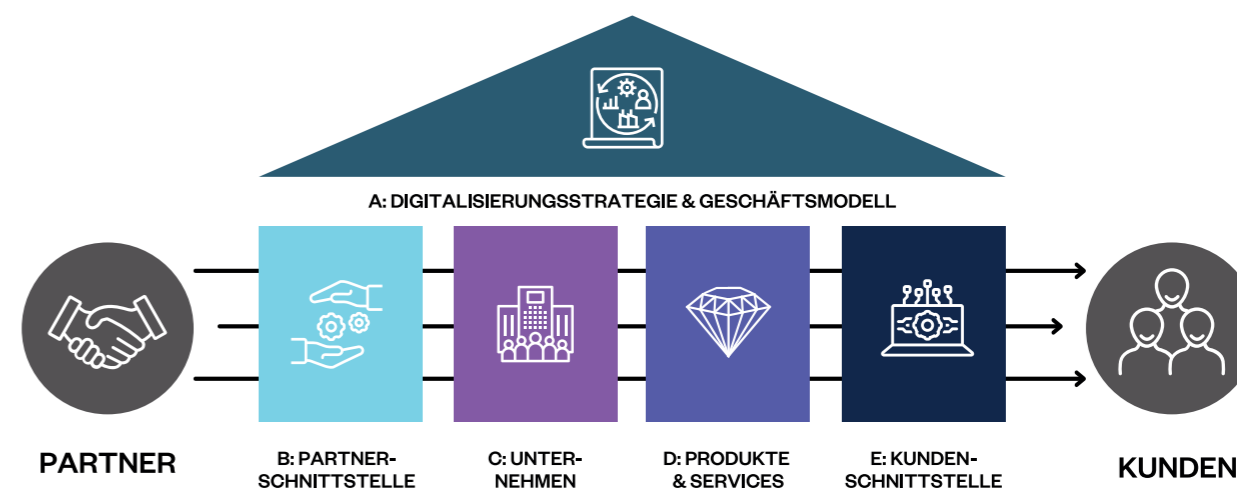 A: DIGITALISIERUNGSSTRATEGIE & GESCHÄFTSMODELL
PARTNER
B: PARTNER-
SCHNITTSTELLE
C: UNTER-
NEHMEN
D: PRODUKTE
& SERVICES
E: KUNDEN-
SCHNITTSTELLE
KUNDEN